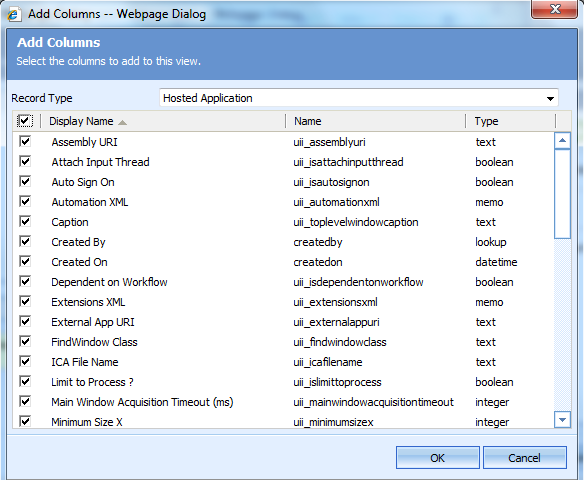 Add Columns -- Webpage Dialog
Add Columns
Select the columns to add to this view.
Record Type Hosted Application
Display Name Name Type
Assembly URI uii_assemblyuri text
Attach Input Thread uii_isattachinputthread boolean
Auto Sign On uii_isautosignon boolean
Automation XML uii_automationxml memo
Caption uii_toplevelwindowcaption text
Created By createdby lookup
Created On createdon datetime
Dependent on Workflow uii_isdependentonworkflow boolean
Extensions XML uii_extensionsxml memo
External App URI uii_externalappuri text
FindWindow Class uii_findwindowclass text
ICA File Name uii_icafilename text
Limit to Process ? uii_islimittoprocess boolean
Main Window Acquisition Timeout (ms) uii_mainwindowacquisitiontimeout integer
Minimum Size X uii_minimumsizex integer
OK Cancel